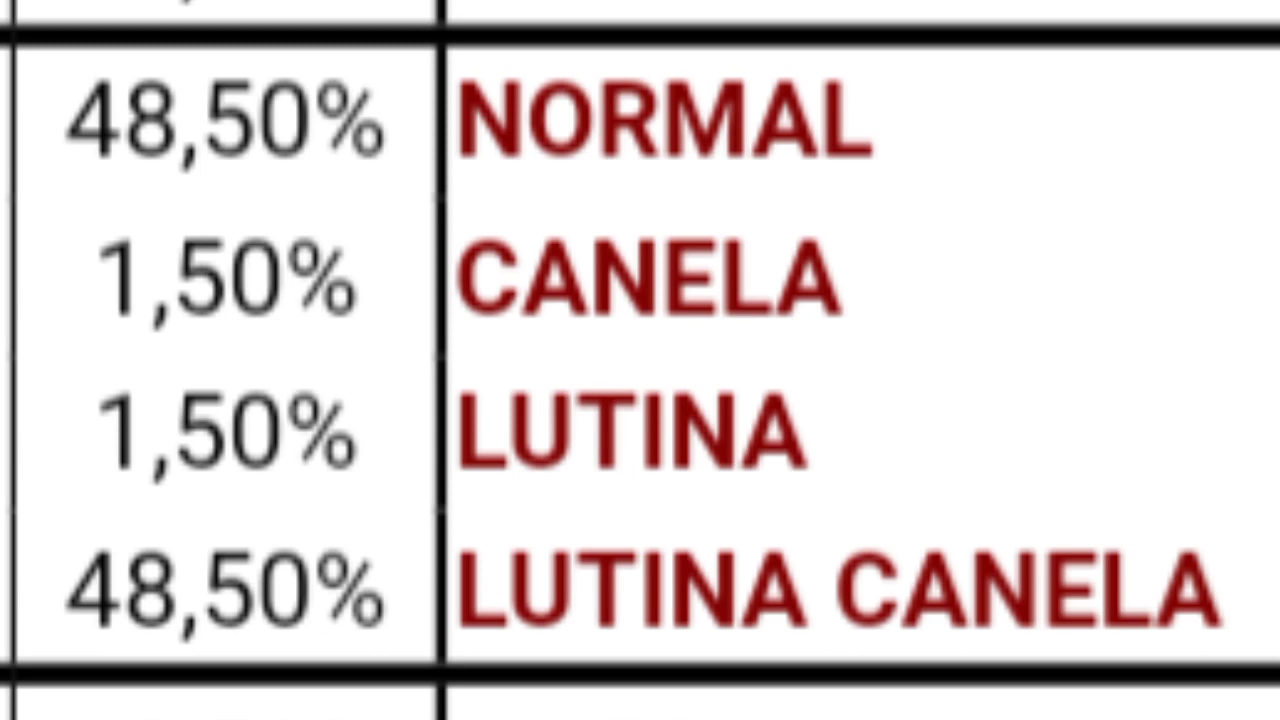 48,50% NORMAL
1,50% CANELA
1,50% LUTINA
48,50% LUTINA CANELA